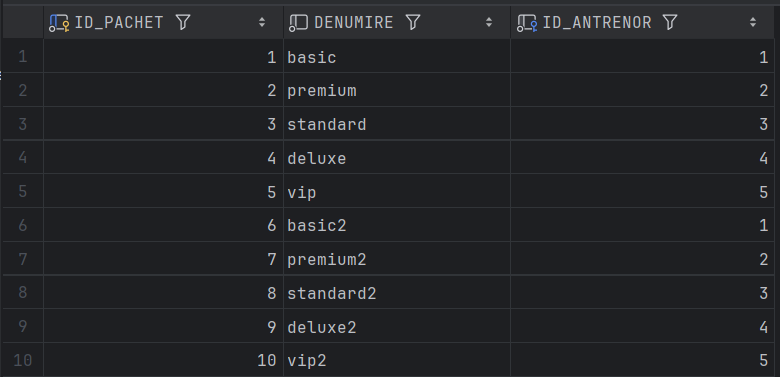 ID_PACHET DENUMIRE ID_ANTRENOR
1 1 basic 1
2 2 premium 2
3 3 standard 3
4 4 deluxe 4
5 5 vip 5
6 6 basic2 1
7 7 premium2 2
8 8 standard2 3
9 9 deluxe2 4
10 10 vip2 5